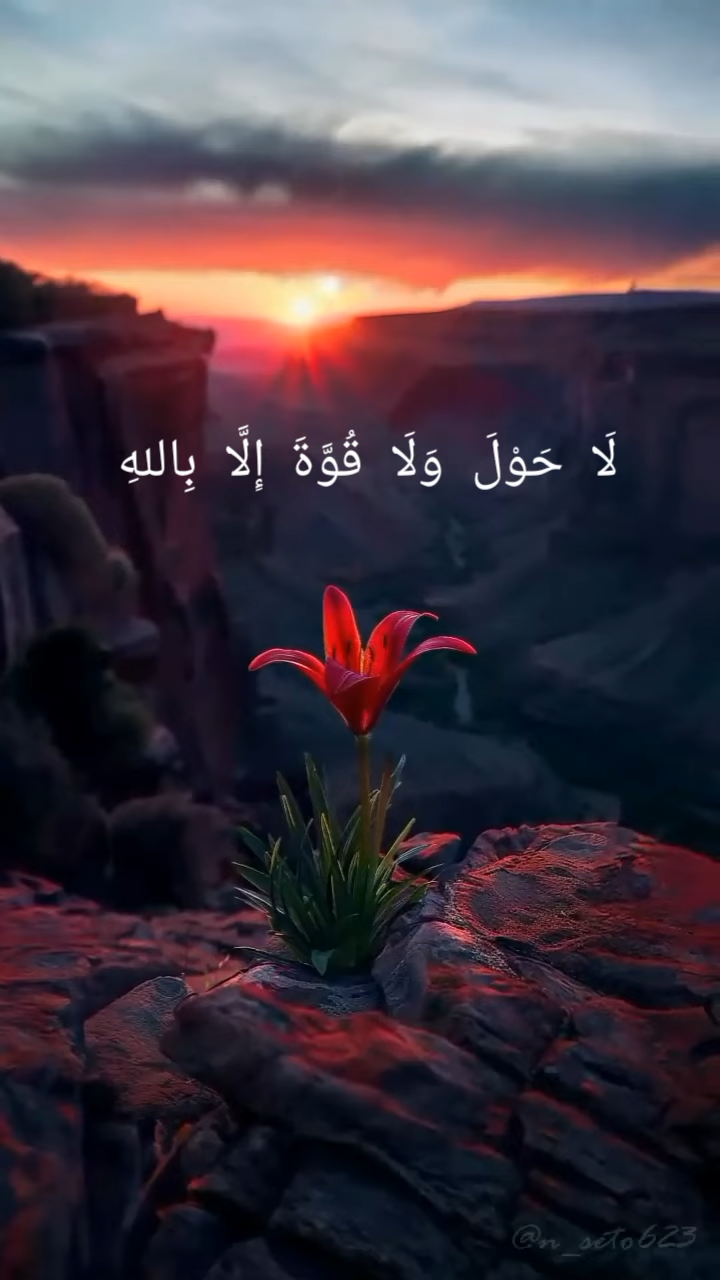 لَا حَوْلَ وَلَا قُوَّةَ إِلَّا بِاللهِ
@n_seto623